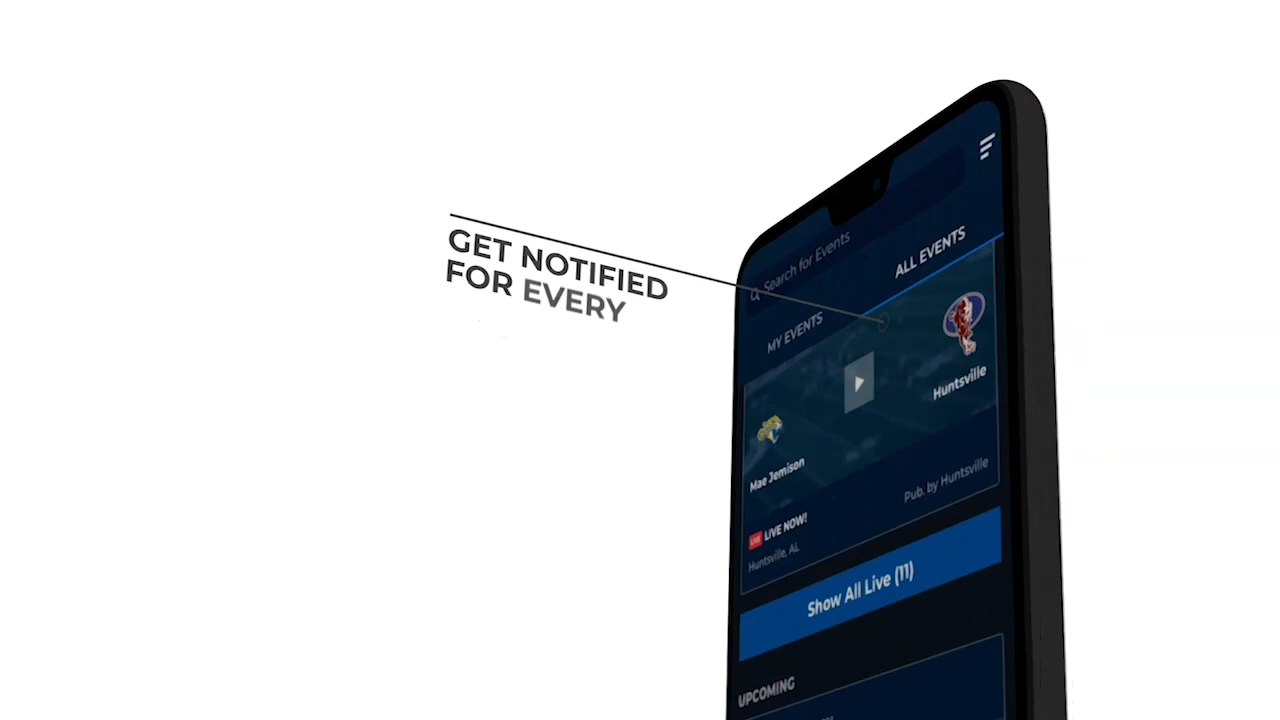 GET NOTIFIED
FOR EVERY
Search for Events
MY EVENTS
ALL EVENTS
Mae Jemison
Huntsville
LIVE LIVE NOW!
Huntsville, AL
Pub. by Huntsville
Show All Live (11)
UPCOMING